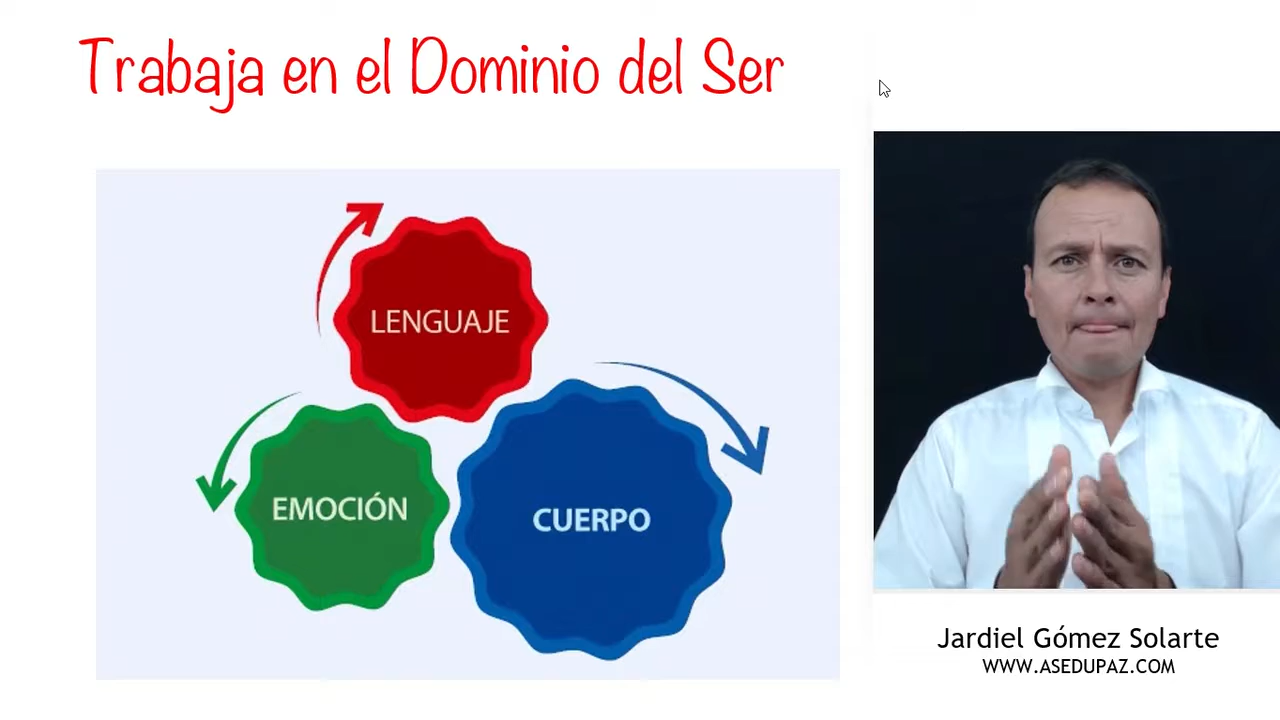 Trabaja en el Dominio del Ser
LENGUAJE
EMOCIÓN
CUERPO
Jardiel Gómez Solarte
WWW.ASEDUPAZ.COM